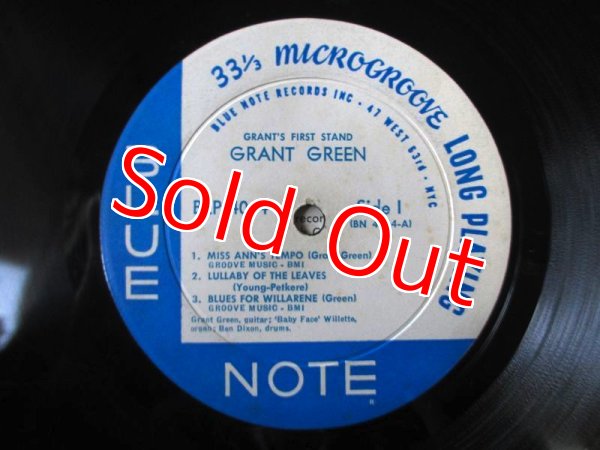 33⅓ MICROGROOVE LONG PLAYING
BLUE NOTE RECORDS INC · 47 WEST 63rd · NYC
GRANT'S FIRST STAND
GRANT GREEN
Side 1
1. MISS ANN'S TEMPO (Grant Green)
GROOVE MUSIC - BMI
2. LULLABY OF THE LEAVES
(Young-Petkere)
3. BLUES FOR WILLARENE (Green)
GROOVE MUSIC - BMI
Grant Green, guitar; 'Baby Face' Willette,
organ; Ben Dixon, drums.
BLUE
NOTE
Sold Out